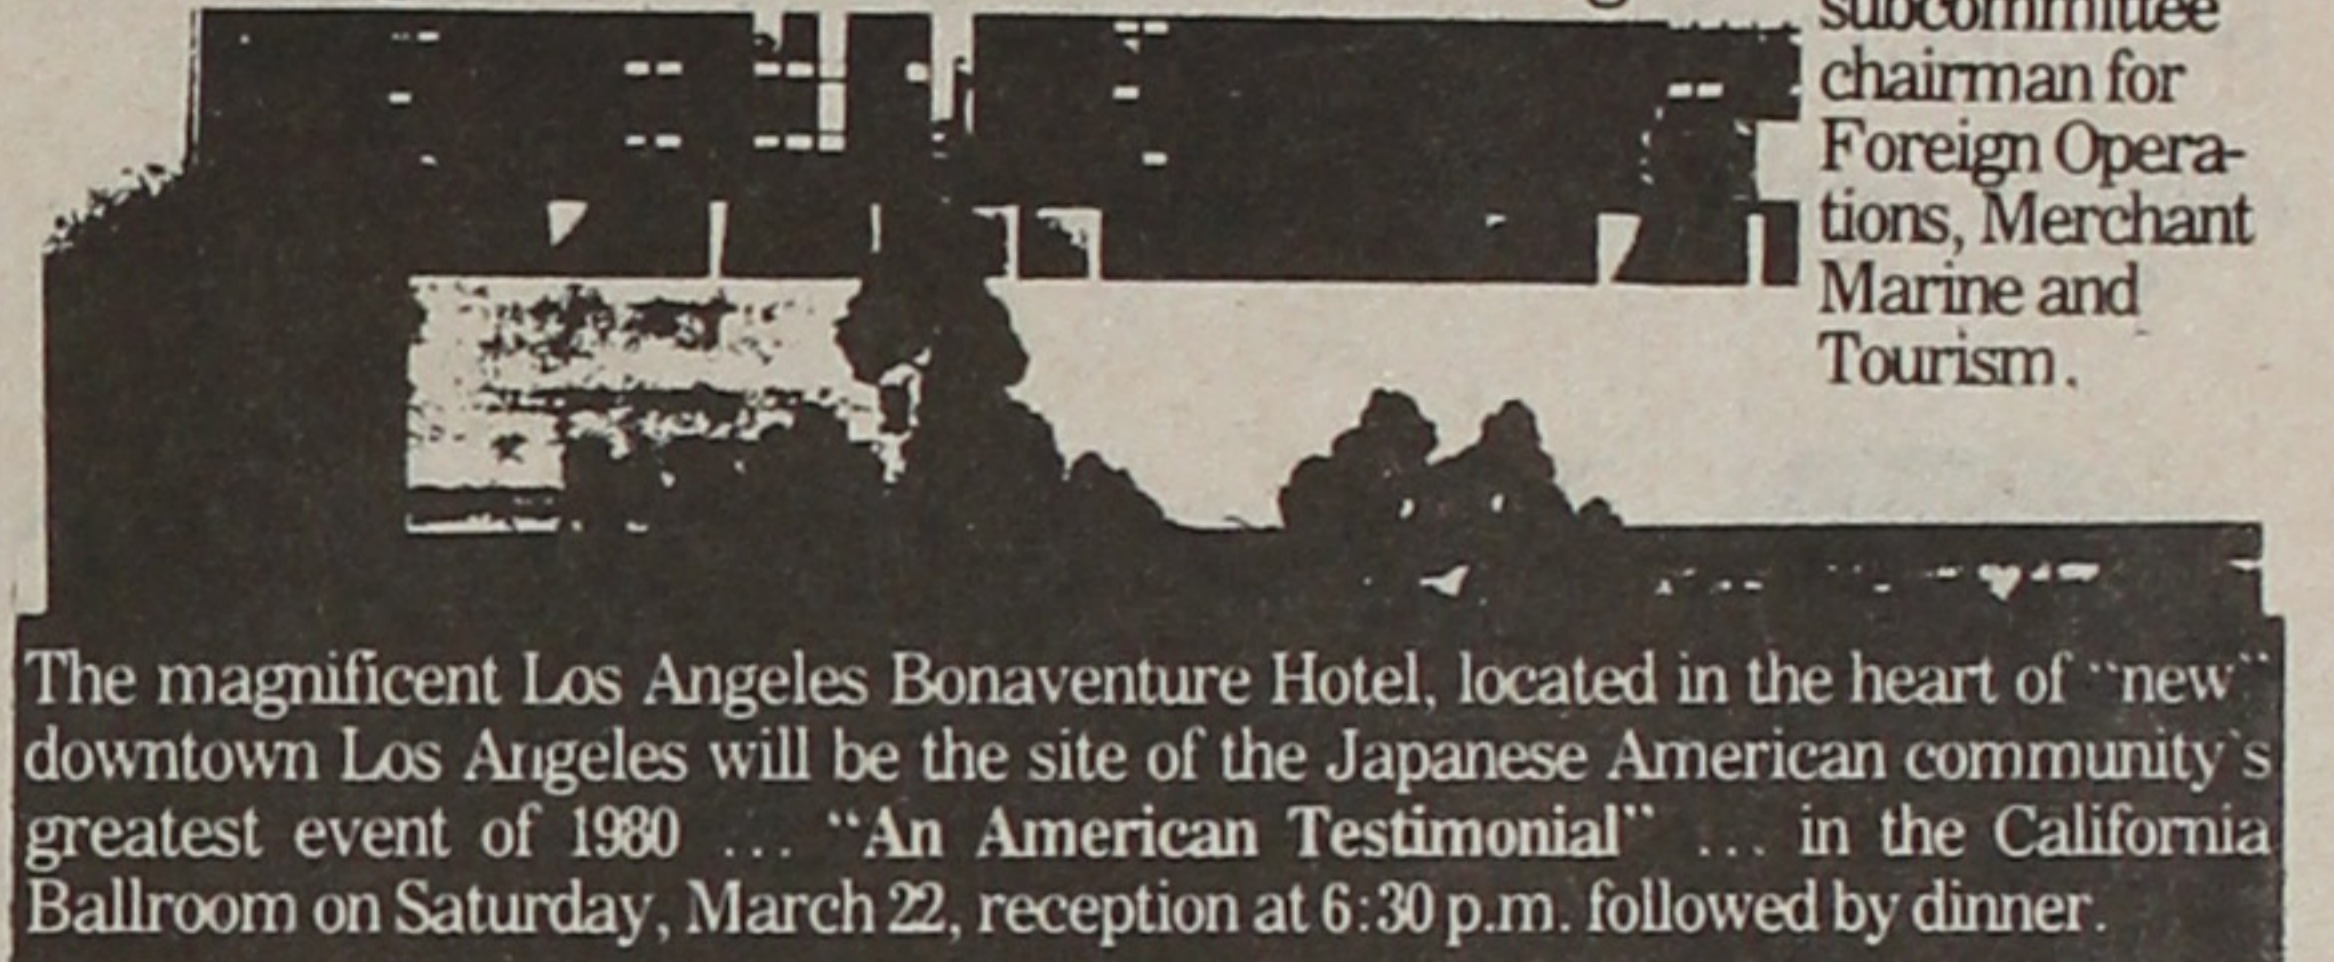 subcommittee
chairman for
Foreign Opera-
tions, Merchant
Marine and
Tourism.
The magnificent Los Angeles Bonaventure Hotel, located in the heart of "new"
downtown Los Angeles will be the site of the Japanese American community's
greatest event of 1980 ... "An American Testimonial" ... in the California
Ballroom on Saturday, March 22, reception at 6:30 p.m. followed by dinner.